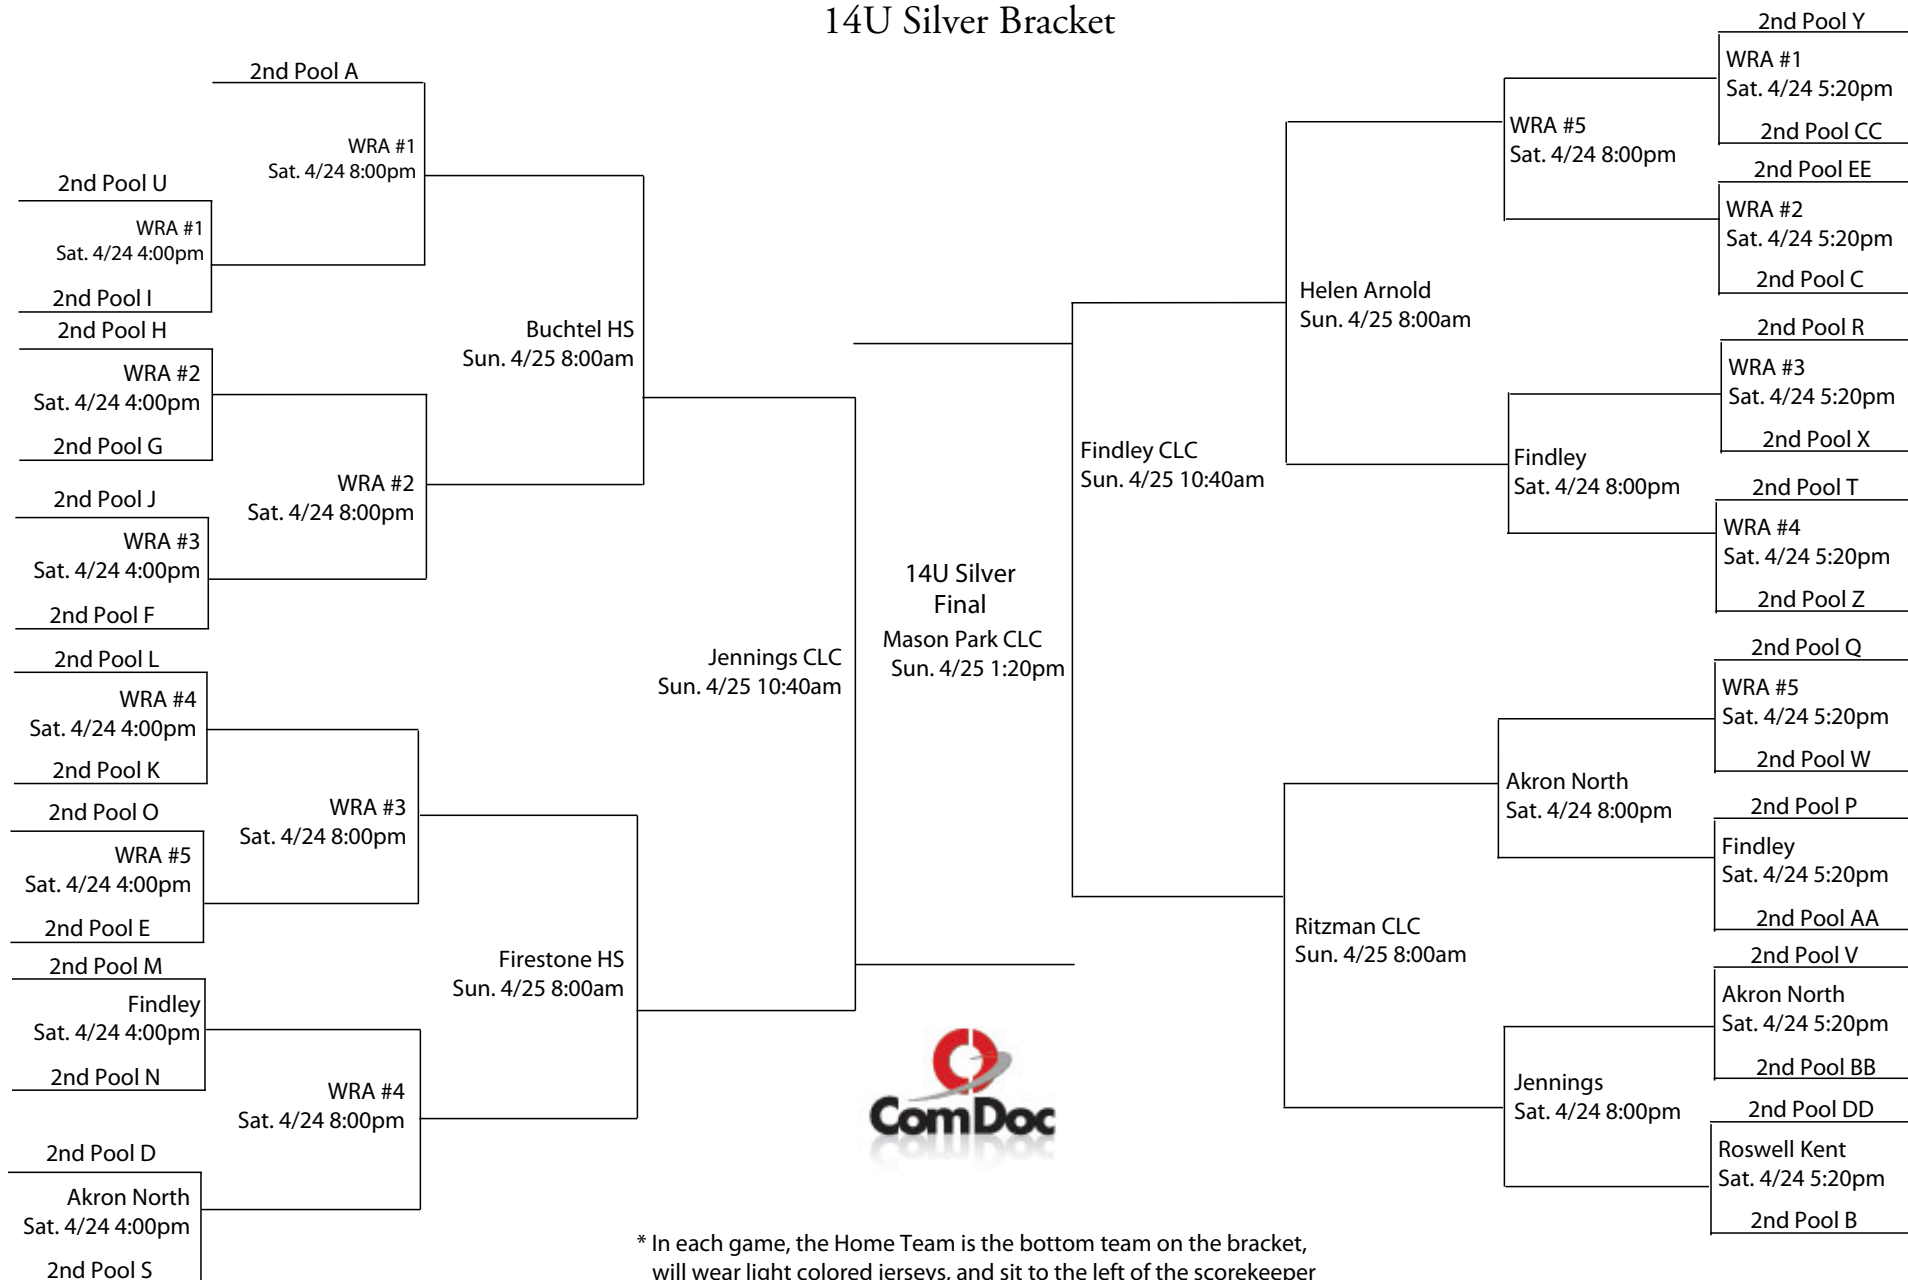 14U Silver Bracket
2nd Pool A
WRA #1
Sat. 4/24 8:00pm
2nd Pool U
WRA #1
Sat. 4/24 4:00pm
2nd Pool I
2nd Pool H
WRA #2
Sat. 4/24 4:00pm
2nd Pool G
WRA #2
Sat. 4/24 8:00pm
2nd Pool J
WRA #3
Sat. 4/24 4:00pm
2nd Pool F
Buchtel HS
Sun. 4/25 8:00am
2nd Pool L
WRA #4
Sat. 4/24 4:00pm
2nd Pool K
WRA #3
Sat. 4/24 8:00pm
2nd Pool O
WRA #5
Sat. 4/24 4:00pm
2nd Pool E
2nd Pool M
Findley
Sat. 4/24 4:00pm
2nd Pool N
WRA #4
Sat. 4/24 8:00pm
2nd Pool D
Akron North
Sat. 4/24 4:00pm
2nd Pool S
Firestone HS
Sun. 4/25 8:00am
Jennings CLC
Sun. 4/25 10:40am
14U Silver
Final
Mason Park CLC
Sun. 4/25 1:20pm
Findley CLC
Sun. 4/25 10:40am
Helen Arnold
Sun. 4/25 8:00am
WRA #5
Sat. 4/24 8:00pm
2nd Pool Y
WRA #1
Sat. 4/24 5:20pm
2nd Pool CC
2nd Pool EE
WRA #2
Sat. 4/24 5:20pm
2nd Pool C
Findley
Sat. 4/24 8:00pm
2nd Pool R
WRA #3
Sat. 4/24 5:20pm
2nd Pool X
2nd Pool T
WRA #4
Sat. 4/24 5:20pm
2nd Pool Z
Ritzman CLC
Sun. 4/25 8:00am
Akron North
Sat. 4/24 8:00pm
2nd Pool Q
WRA #5
Sat. 4/24 5:20pm
2nd Pool W
2nd Pool P
Findley
Sat. 4/24 5:20pm
2nd Pool AA
Jennings
Sat. 4/24 8:00pm
2nd Pool V
Akron North
Sat. 4/24 5:20pm
2nd Pool BB
2nd Pool DD
Roswell Kent
Sat. 4/24 5:20pm
2nd Pool B
ComDoc
* In each game, the Home Team is the bottom team on the bracket,
will wear light colored jerseys, and sit to the left of the scorekeeper